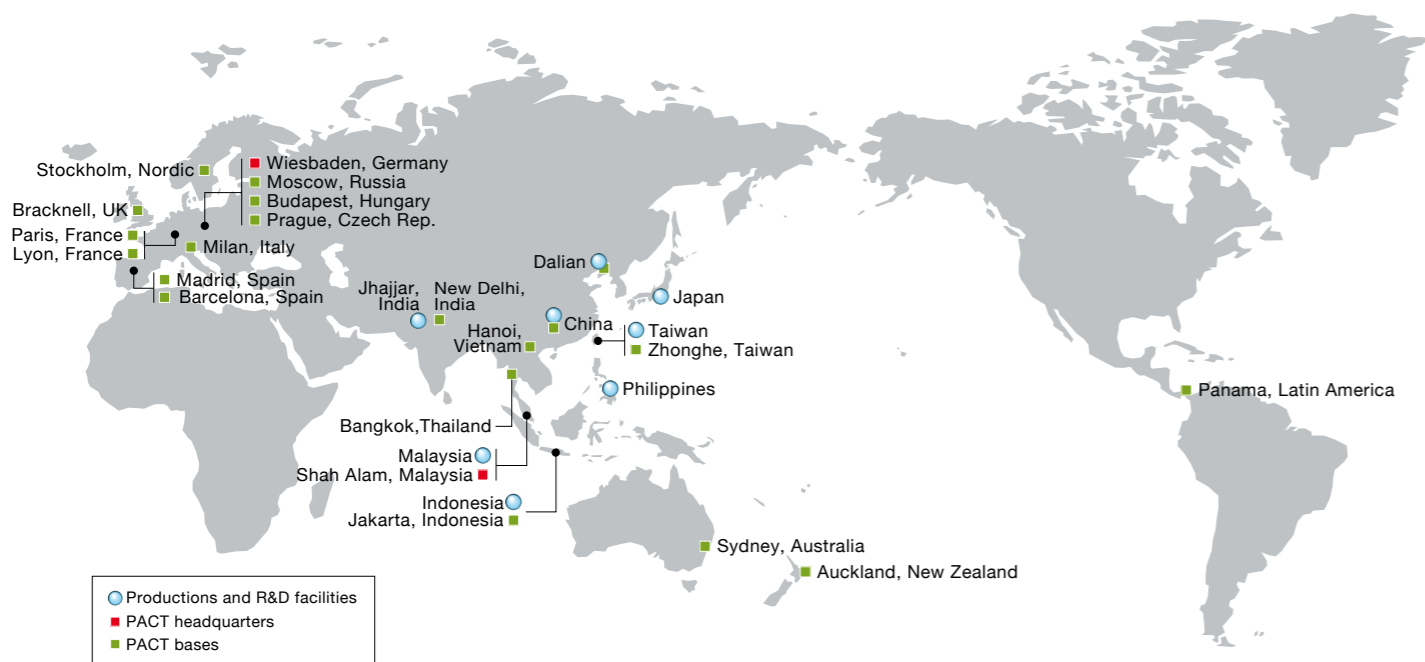 Stockholm, Nordic
Bracknell, UK
Paris, France
Lyon, France
Wiesbaden, Germany
Moscow, Russia
Budapest, Hungary
Prague, Czech Rep.
Milan, Italy
Madrid, Spain
Barcelona, Spain
Dalian
Japan
Jhajjar,
India
New Delhi,
India
Hanoi,
Vietnam
China
Taiwan
Zhonghe, Taiwan
Philippines
Panama, Latin America
Bangkok,Thailand
Malaysia
Shah Alam, Malaysia
Indonesia
Jakarta, Indonesia
Sydney, Australia
Auckland, New Zealand
Productions and R&D facilities
PACT headquarters
PACT bases